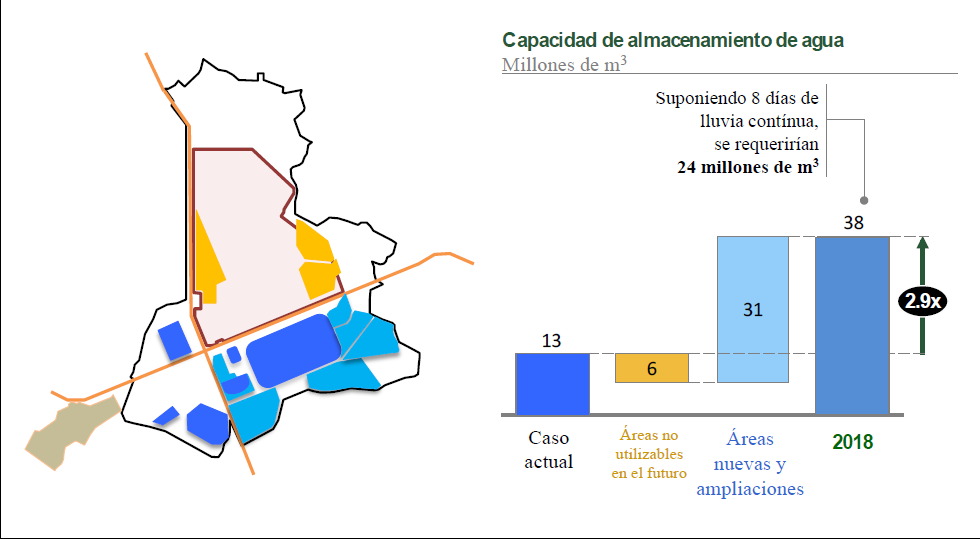 Capacidad de almacenamiento de agua
Millones de m³
Suponiendo 8 días de
lluvia contínua,
se requerirían
24 millones de m³
38
2.9x
31
13
6
Caso
actual
Áreas no
utilizables
en el futuro
Áreas
nuevas y
ampliaciones
2018